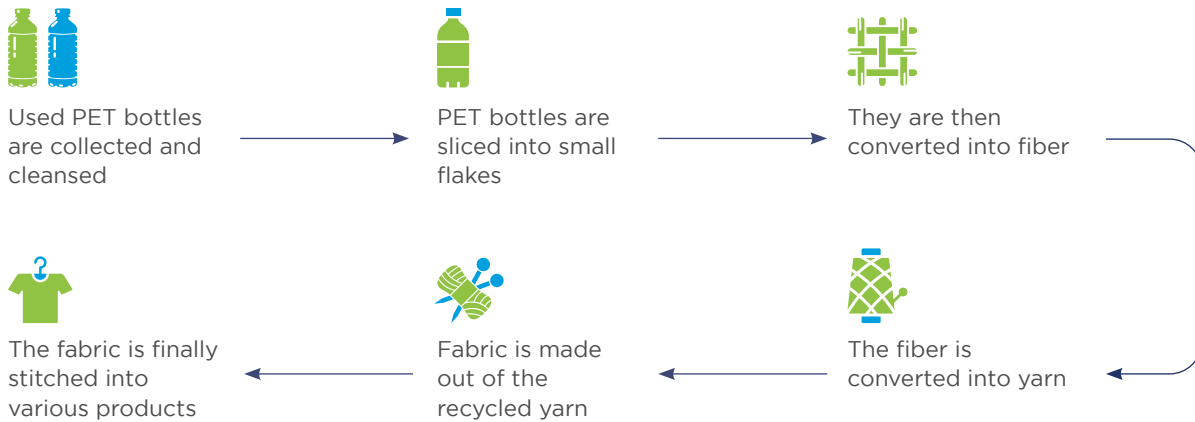 Used PET bottles
are collected and
cleansed
PET bottles are
sliced into small
flakes
They are then
converted into fiber
The fiber is
converted into yarn
Fabric is made
out of the
recycled yarn
The fabric is finally
stitched into
various products